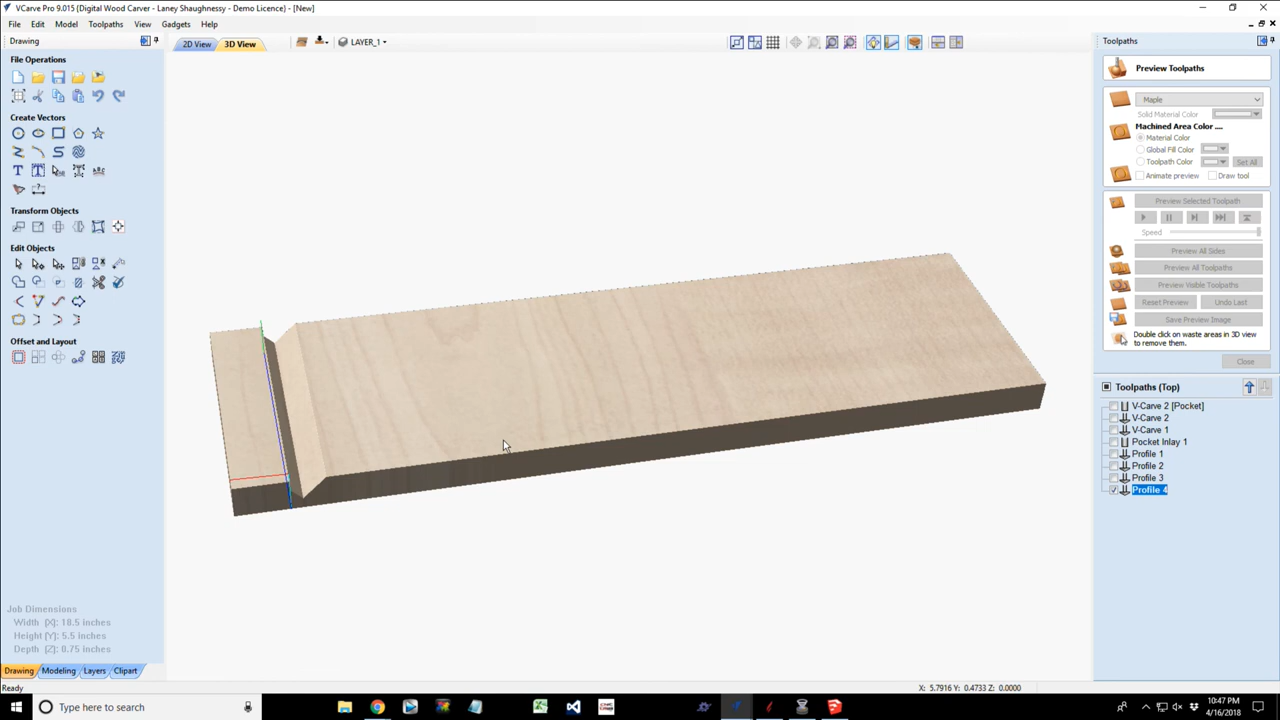 VCarve Pro 9.015 {Digital Wood Carver - Laney Shaughnessy - Demo Licence} - [New]
File Edit Model Toolpaths View Gadgets Help
Drawing
2D View 3D View LAYER_1
Toolpaths
File Operations
Create Vectors
Transform Objects
Edit Objects
Offset and Layout
Job Dimensions
Width (X): 18.5 inches
Height (Y): 5.5 inches
Depth (Z): 0.75 inches
Drawing Modeling Layers Clipart
Preview Toolpaths
Maple
Solid Material Color
Machined Area Color ....
Material Color
Global Fill Color
Toolpath Color Set All
Animate preview Draw tool
Preview Selected Toolpath
Speed
Preview All Sides
Preview All Toolpaths
Preview Visible Toolpaths
Reset Preview Undo Last
Save Preview Image
Double click on waste areas in 3D view
to remove them.
Close
Toolpaths (Top)
V-Carve 2 [Pocket]
V-Carve 2
V-Carve 1
Pocket Inlay 1
Profile 1
Profile 2
Profile 3
Profile 4
Ready
X: 5.7916 Y: 0.4733 Z: 0.0000
Type here to search
10:47 PM
4/16/2018